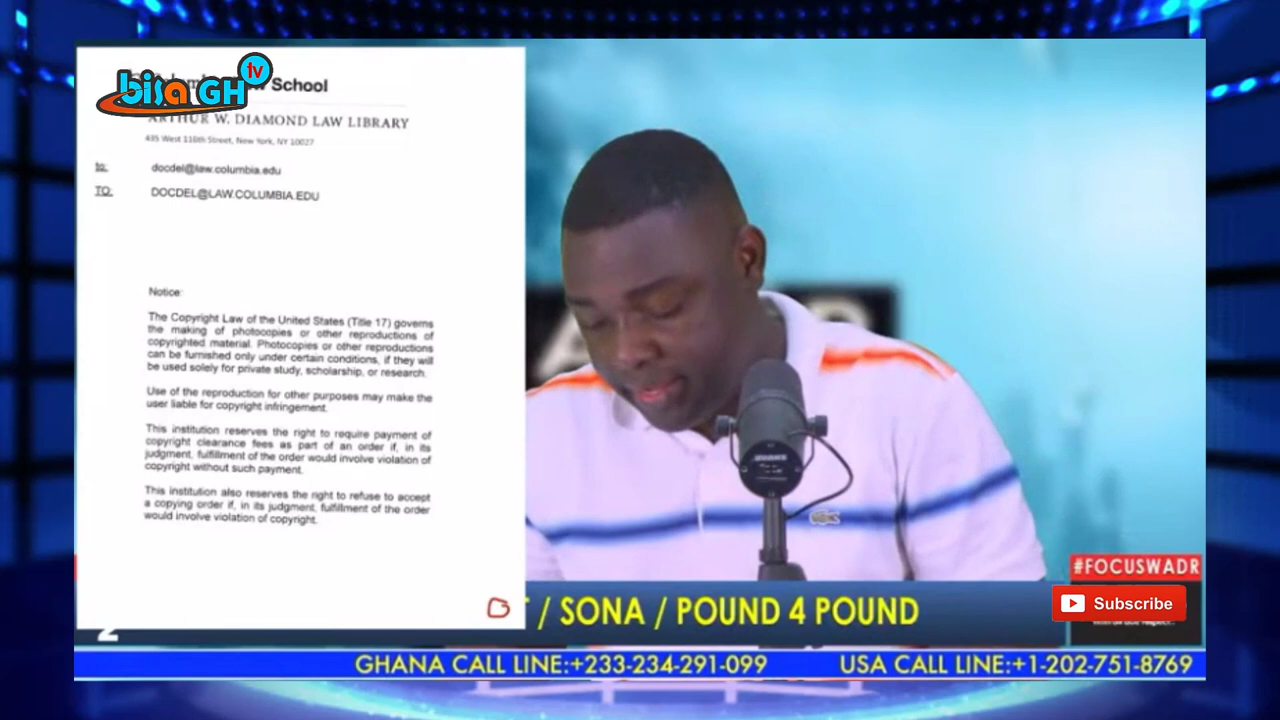 bisa GH tv
School
ARTHUR W. DIAMOND LAW LIBRARY
435 West 116th Street, New York, NY 10027
to: docdel@law.columbia.edu
TO: DOCDEL@LAW.COLUMBIA.EDU
Notice:
The Copyright Law of the United States (Title 17) governs
the making of photocopies or other reproductions of
copyrighted material. Photocopies or other reproductions
can be furnished only under certain conditions, if they will
be used solely for private study, scholarship, or research.
Use of the reproduction for other purposes may make the
user liable for copyright infringement.
This institution reserves the right to require payment of
copyright clearance fees as part of an order if, in its
judgment, fulfillment of the order would involve violation of
copyright without such payment.
This institution also reserves the right to refuse to accept
a copying order if, in its judgment, fulfillment of the order
would involve violation of copyright.
#FOCUSWADR
/ SONA / POUND 4 POUND
Subscribe
GHANA CALL LINE:+233-234-291-099 USA CALL LINE:+1-202-751-8769